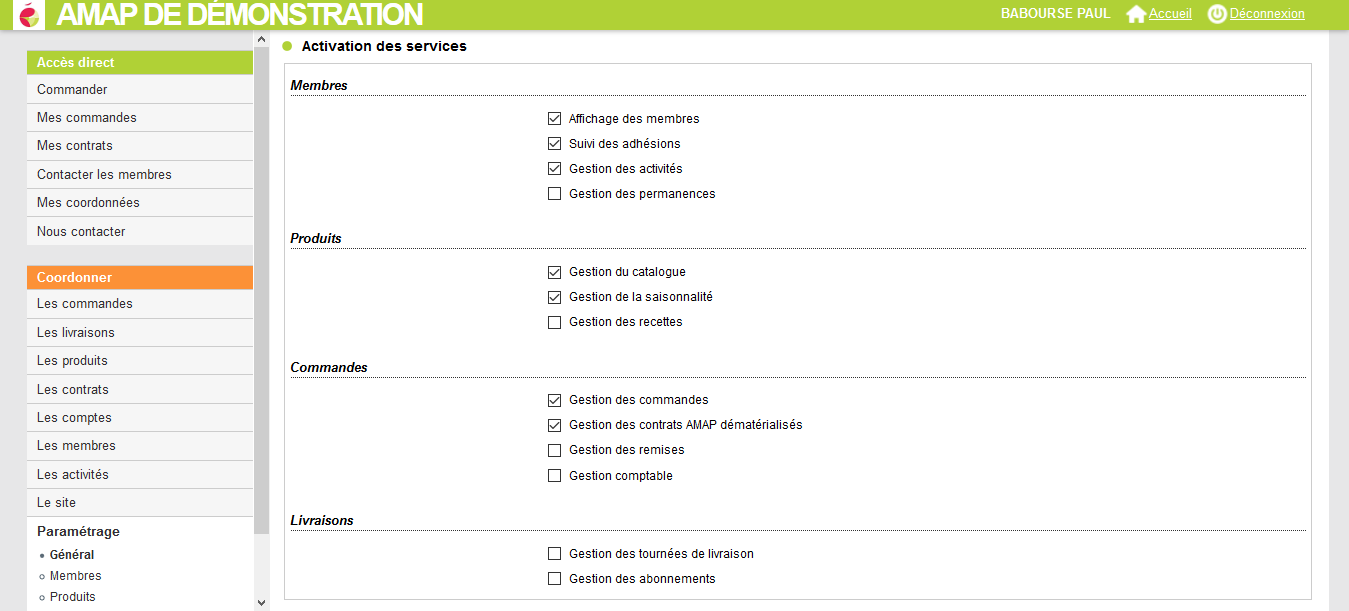 AMAP DE DÉMONSTRATION
BABOURSE PAUL Accueil Déconnexion
Accès direct
Commander
Mes commandes
Mes contrats
Contacter les membres
Mes coordonnées
Nous contacter
Coordonner
Les commandes
Les livraisons
Les produits
Les contrats
Les comptes
Les membres
Les activités
Le site
Paramétrage
Général
Membres
Produits
Activation des services
Membres
Affichage des membres
Suivi des adhésions
Gestion des activités
Gestion des permanences
Produits
Gestion du catalogue
Gestion de la saisonnalité
Gestion des recettes
Commandes
Gestion des commandes
Gestion des contrats AMAP dématérialisés
Gestion des remises
Gestion comptable
Livraisons
Gestion des tournées de livraison
Gestion des abonnements